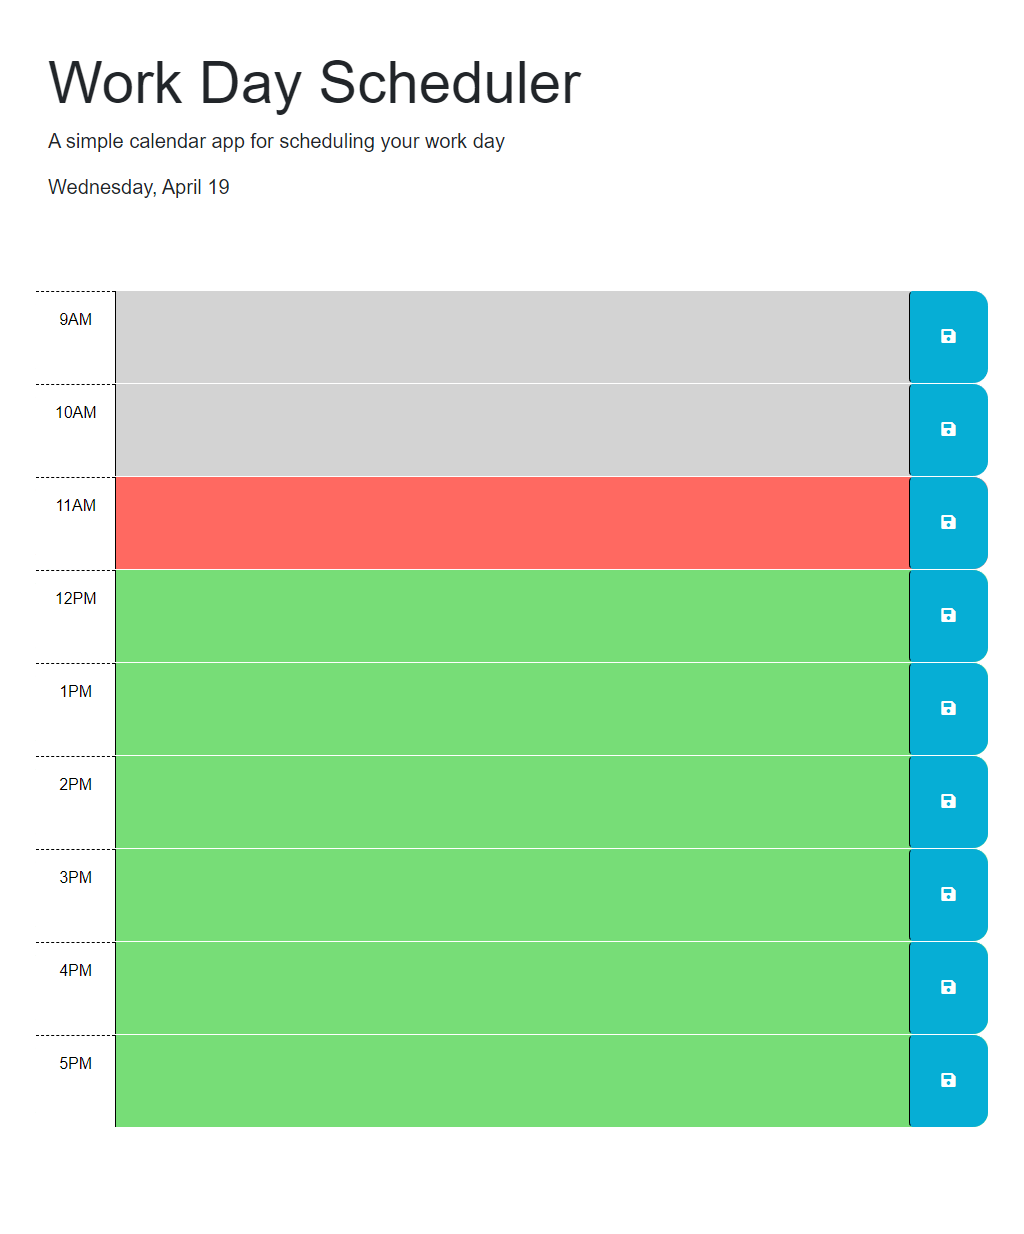 Work Day Scheduler
A simple calendar app for scheduling your work day
Wednesday, April 19
9AM
10AM
11AM
12PM
1PM
2PM
3PM
4PM
5PM